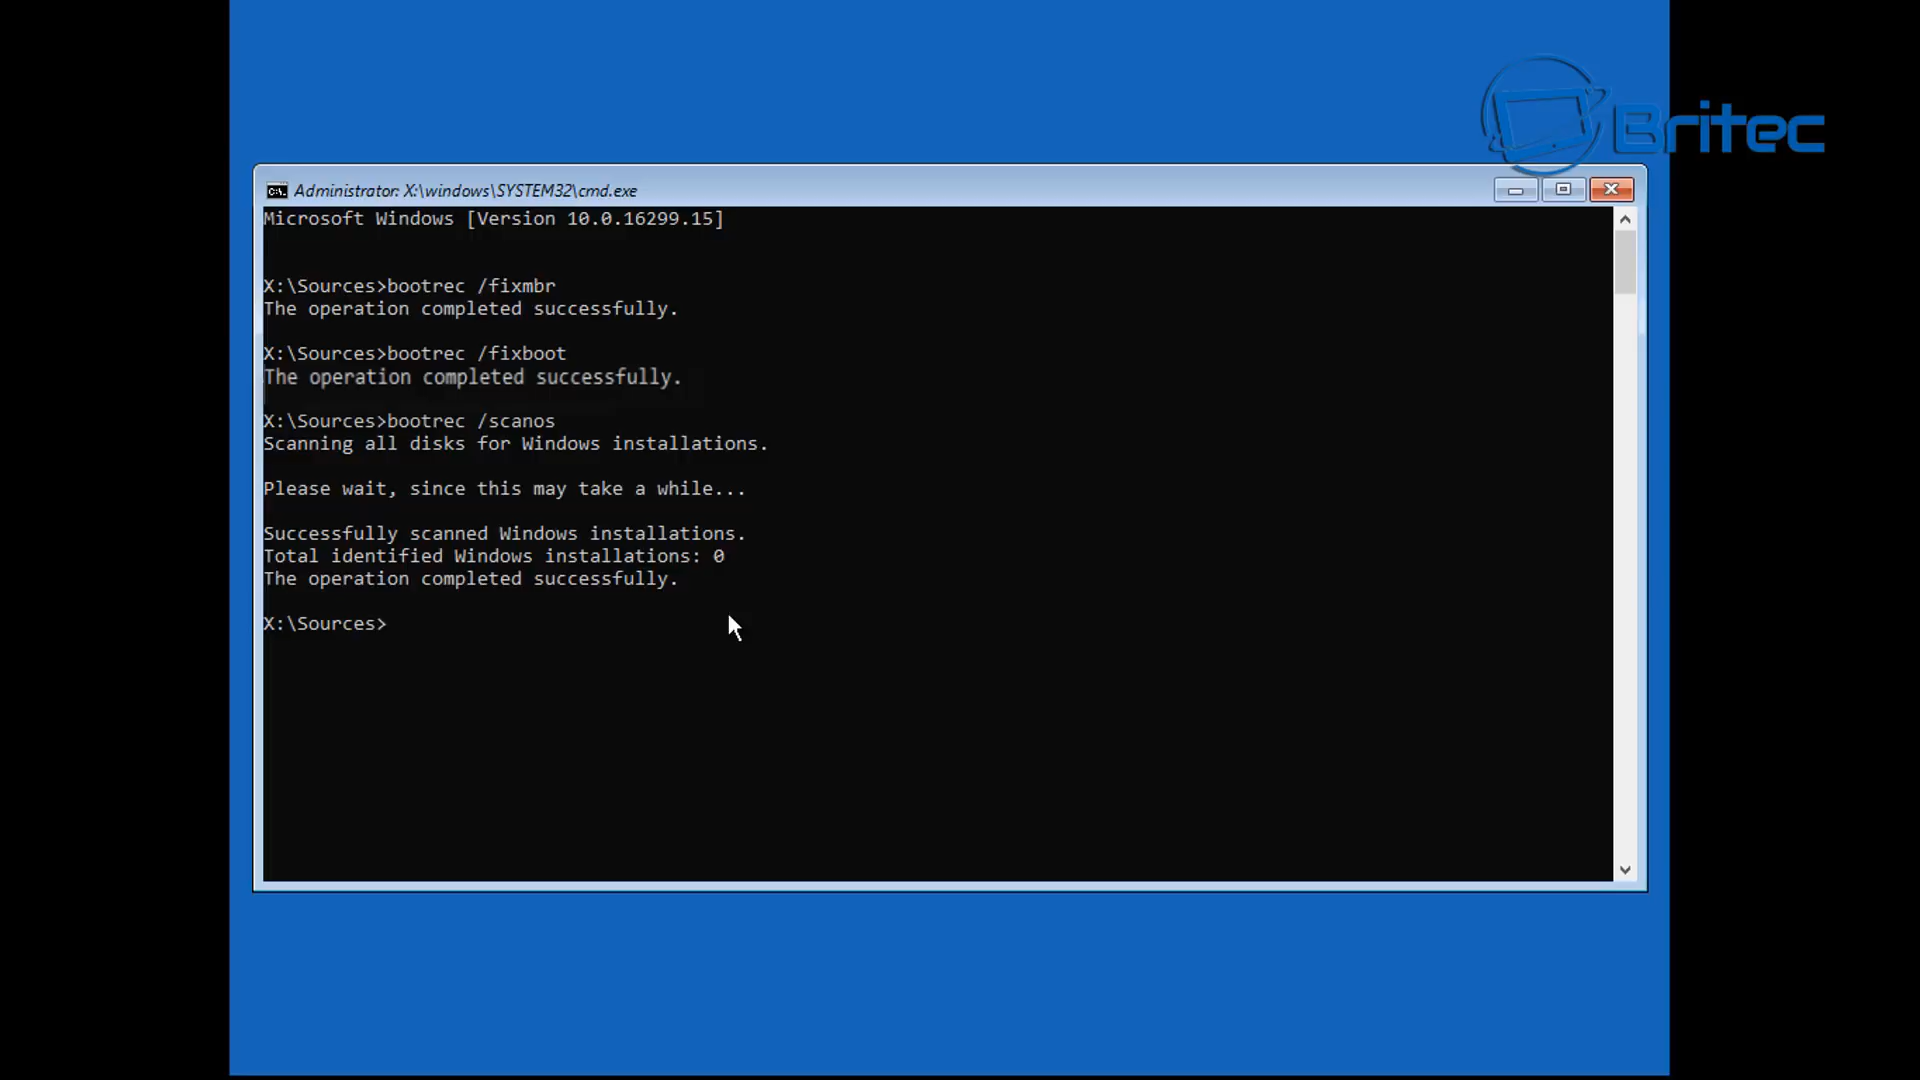 Britec
Administrator: X:\windows\SYSTEM32\cmd.exe
Microsoft Windows [Version 10.0.16299.15]
X:\Sources>bootrec /fixmbr
The operation completed successfully.
X:\Sources>bootrec /fixboot
The operation completed successfully.
X:\Sources>bootrec /scanos
Scanning all disks for Windows installations.
Please wait, since this may take a while...
Successfully scanned Windows installations.
Total identified Windows installations: 0
The operation completed successfully.
X:\Sources>